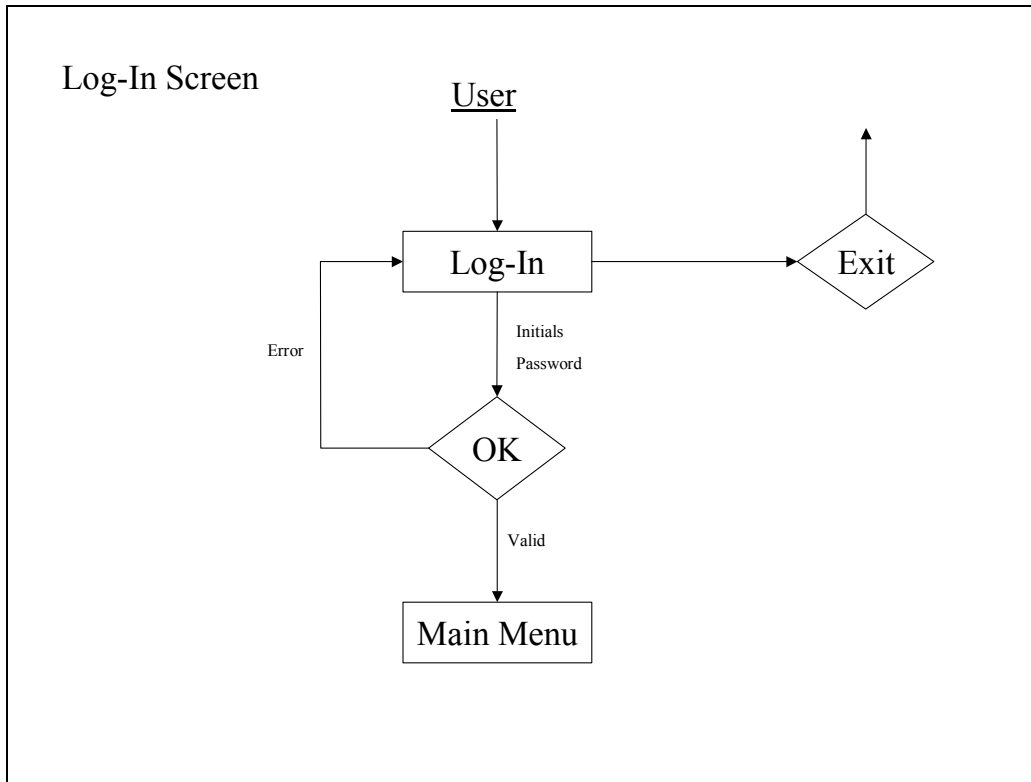 Log-In Screen
User
Log-In
Exit
Initials
Password
Error
OK
Valid
Main Menu